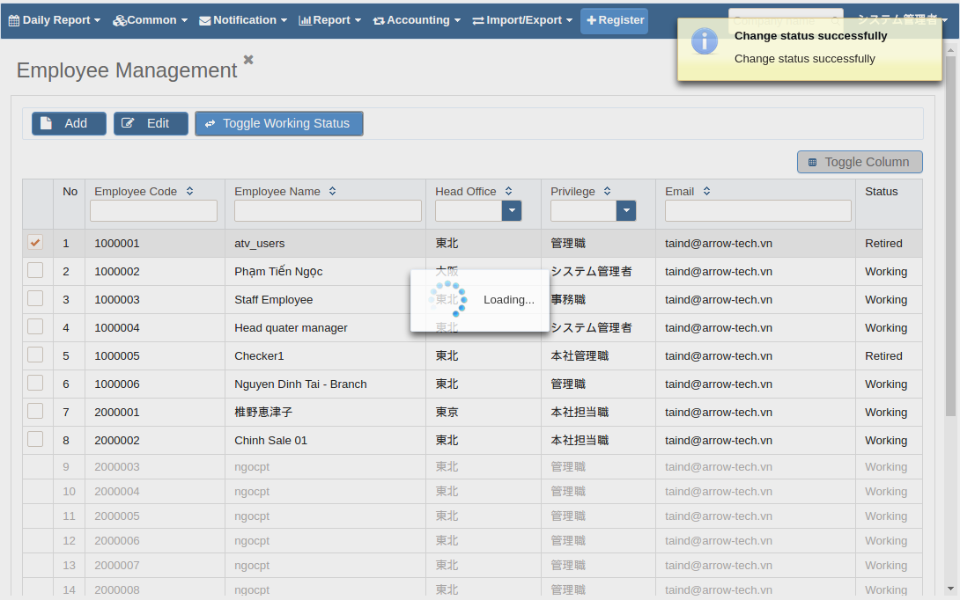 Daily Report Common Notification Report Accounting Import/Export Register システム管理者
Change status successfully
Change status successfully
Employee Management
Add Edit Toggle Working Status
Toggle Column
No Employee Code Employee Name Head Office Privilege Email Status
1 1000001 atv_users 東北 管理職 taind@arrow-tech.vn Retired
2 1000002 Phạm Tiến Ngọc 大阪 システム管理者 taind@arrow-tech.vn Working
3 1000003 Staff Employee 東北 事務職 taind@arrow-tech.vn Working
Loading...
4 1000004 Head quater manager 東北 システム管理者 taind@arrow-tech.vn Working
5 1000005 Checker1 東北 本社管理職 taind@arrow-tech.vn Retired
6 1000006 Nguyen Dinh Tai - Branch 東北 管理職 taind@arrow-tech.vn Working
7 2000001 椎野恵津子 東京 本社担当職 taind@arrow-tech.vn Working
8 2000002 Chinh Sale 01 東北 本社担当職 taind@arrow-tech.vn Working
9 2000003 ngocpt 東北 管理職 taind@arrow-tech.vn Working
10 2000004 ngocpt 東北 管理職 taind@arrow-tech.vn Working
11 2000005 ngocpt 東北 管理職 taind@arrow-tech.vn Working
12 2000006 ngocpt 東北 管理職 taind@arrow-tech.vn Working
13 2000007 ngocpt 東北 管理職 taind@arrow-tech.vn Working
14 2000008 ngocpt 東北 管理職 taind@arrow-tech.vn Working